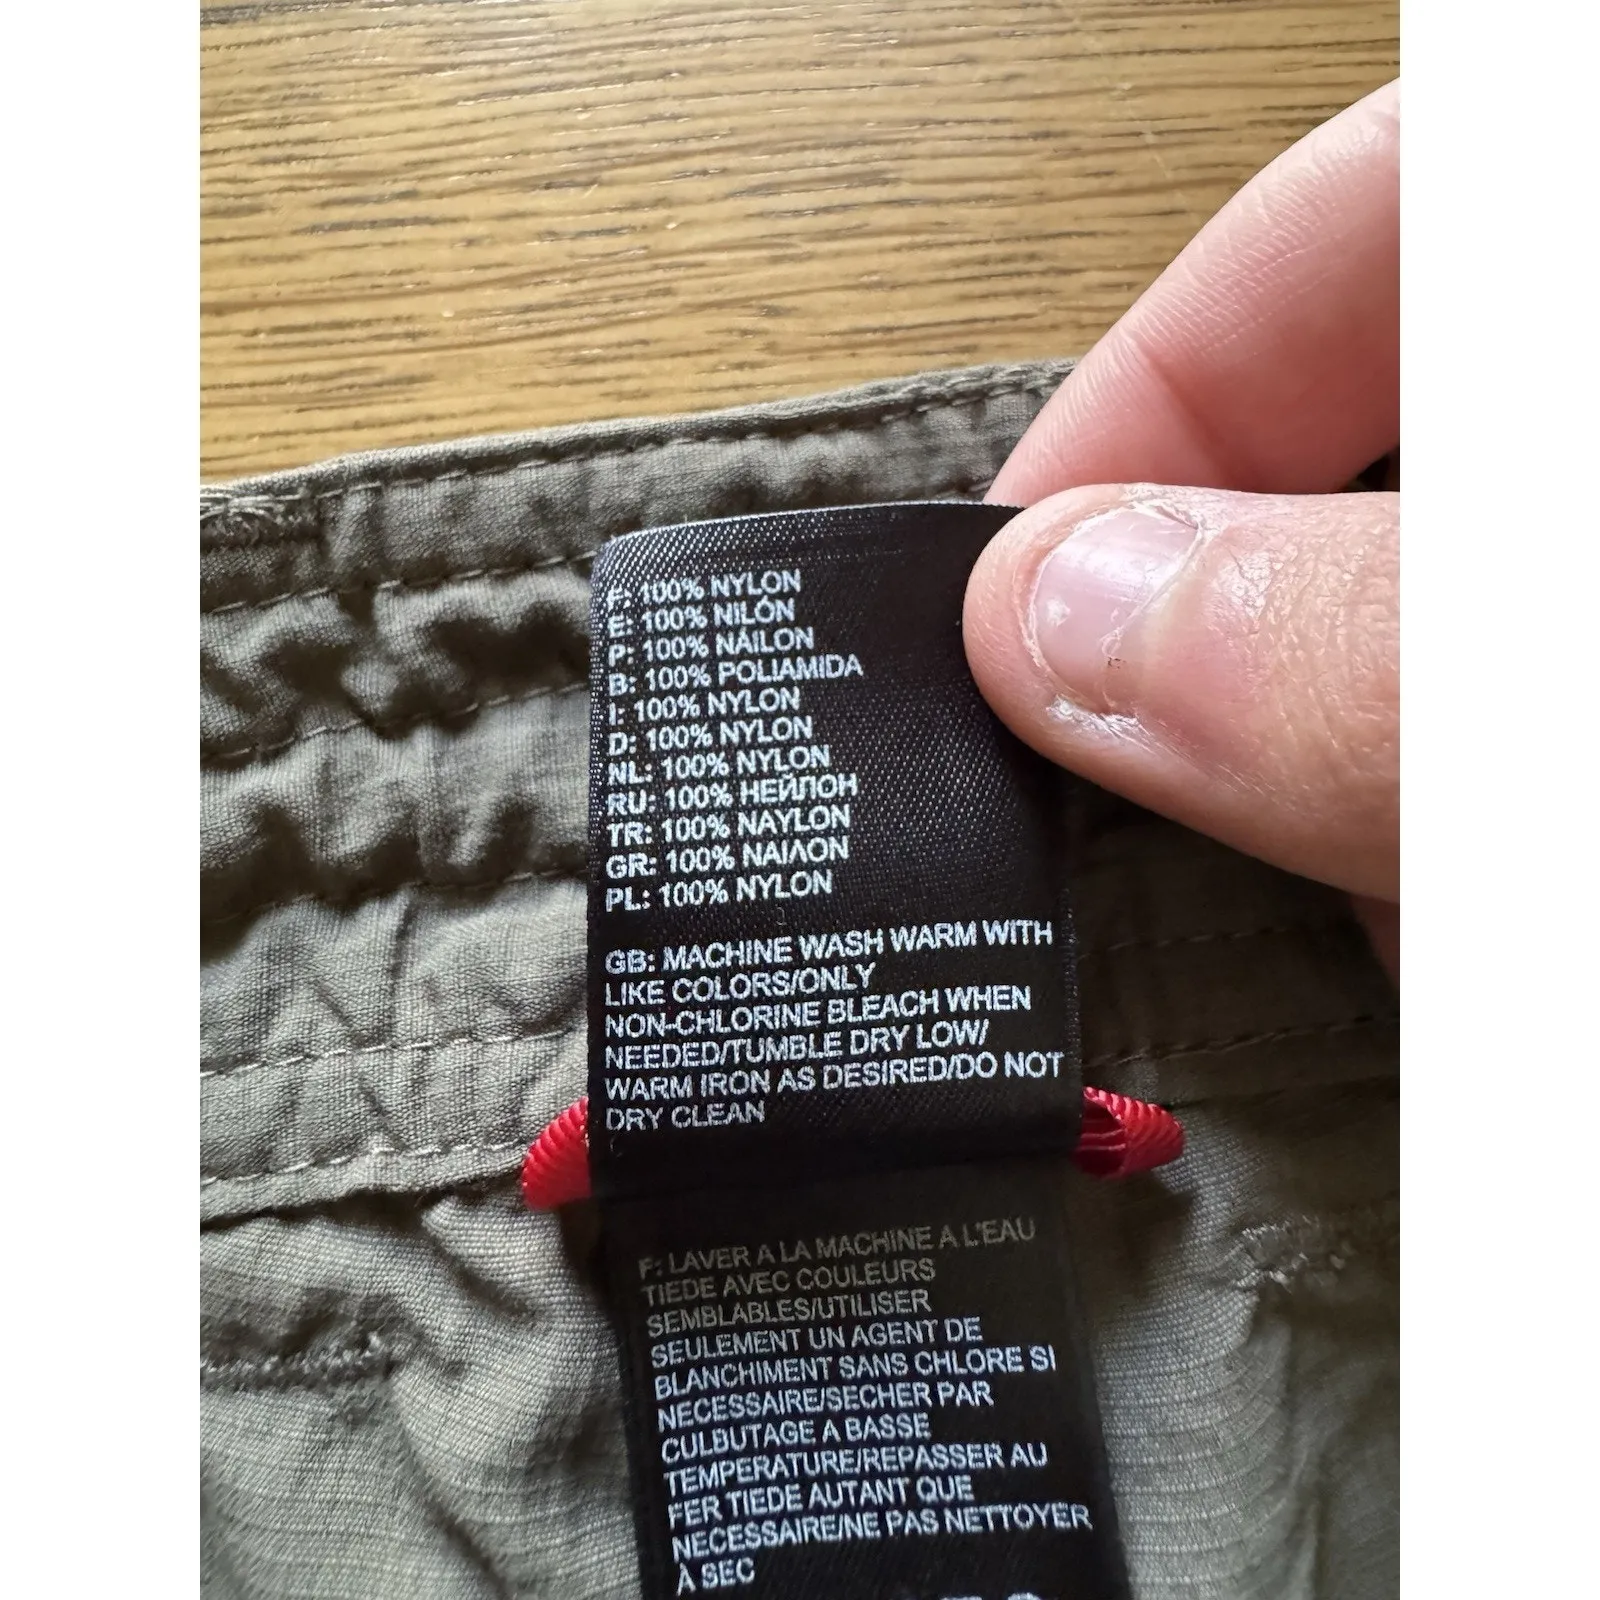 F: 100% NYLON
E: 100% NILÓN
P: 100% NÁILON
B: 100% POLIAMIDA
I: 100% NYLON
D: 100% NYLON
NL: 100% NYLON
RU: 100% НЕЙЛОН
TR: 100% NAYLON
GR: 100% ΝΑΙΛΟΝ
PL: 100% NYLON
GB: MACHINE WASH WARM WITH
LIKE COLORS/ONLY
NON-CHLORINE BLEACH WHEN
NEEDED/TUMBLE DRY LOW/
WARM IRON AS DESIRED/DO NOT
DRY CLEAN
F: LAVER A LA MACHINE A L'EAU
TIEDE AVEC COULEURS
SEMBLABLES/UTILISER
SEULEMENT UN AGENT DE
BLANCHIMENT SANS CHLORE SI
NECESSAIRE/SECHER PAR
CULBUTAGE A BASSE
TEMPERATURE/REPASSER AU
FER TIEDE AUTANT QUE
NECESSAIRE/NE PAS NETTOYER
À SEC